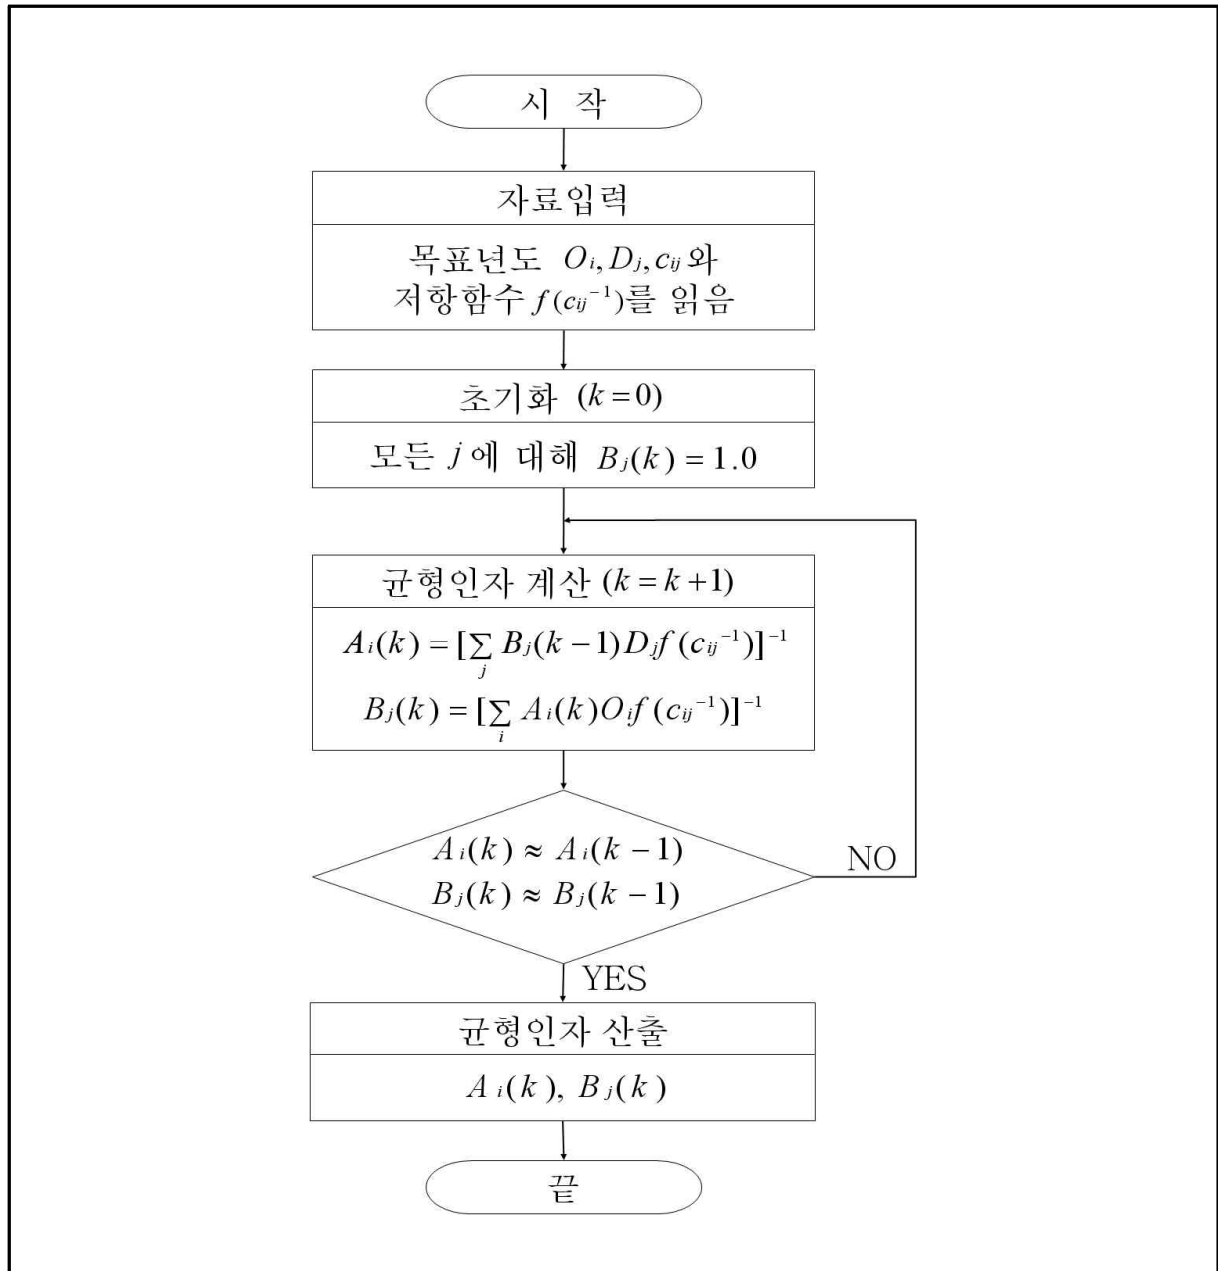 시 작
자료입력
목표년도 Oᵢ, Dⱼ, cᵢⱼ 와
저항함수 f(cᵢⱼ⁻¹)를 읽음
초기화 (k=0)
모든 j에 대해 Bⱼ(k) = 1.0
균형인자 계산 (k = k+1)
Aᵢ(k) = [∑ⱼ Bⱼ(k−1)Dⱼf(cᵢⱼ⁻¹)]⁻¹
Bⱼ(k) = [∑ᵢ Aᵢ(k)Oᵢf(cᵢⱼ⁻¹)]⁻¹
Aᵢ(k) ≈ Aᵢ(k−1)
NO
Bⱼ(k) ≈ Bⱼ(k−1)
YES
균형인자 산출
Aᵢ(k), Bⱼ(k)
끝